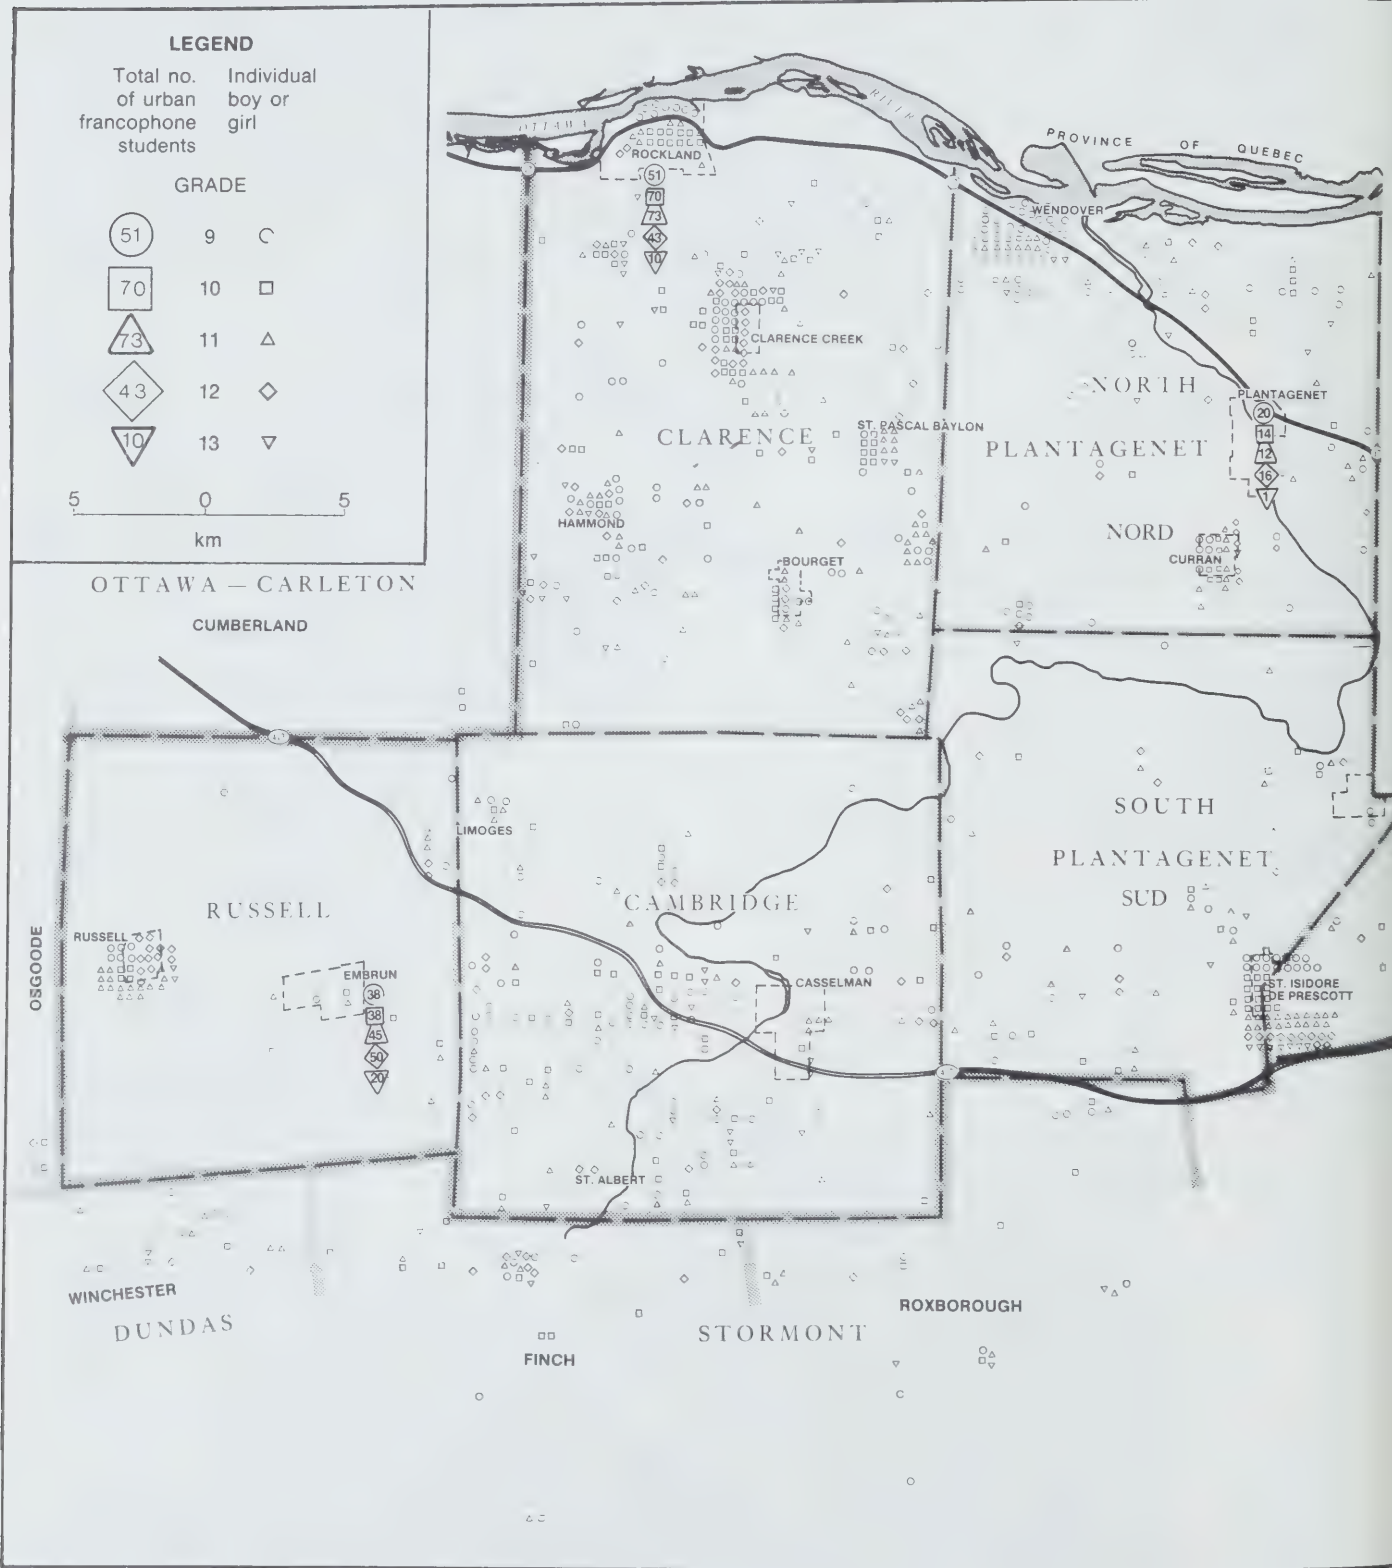 LEGEND
Total no. Individual
of urban boy or
francophone girl
students
GRADE
51 9
70 10
73 11
43 12
10 13
5 0 5
km
OTTAWA – CARLETON
CUMBERLAND
OTTAWA
RIVER
PROVINCE OF QUEBEC
ROCKLAND
51
70
73
43
10
WENDOVER
CLARENCE CREEK
CLARENCE
ST. PASCAL BAYLON
NORTH
PLANTAGENET
NORD
PLANTAGENET
20
14
12
16
1
HAMMOND
BOURGET
CURRAN
LIMOGES
SOUTH
PLANTAGENET
SUD
RUSSELL
CAMBRIDGE
OSGOODE
RUSSELL
EMBRUN
38
38
45
50
20
CASSELMAN
ST. ISIDORE
DE PRESCOTT
ST. ALBERT
WINCHESTER
DUNDAS
FINCH
STORMONT
ROXBOROUGH